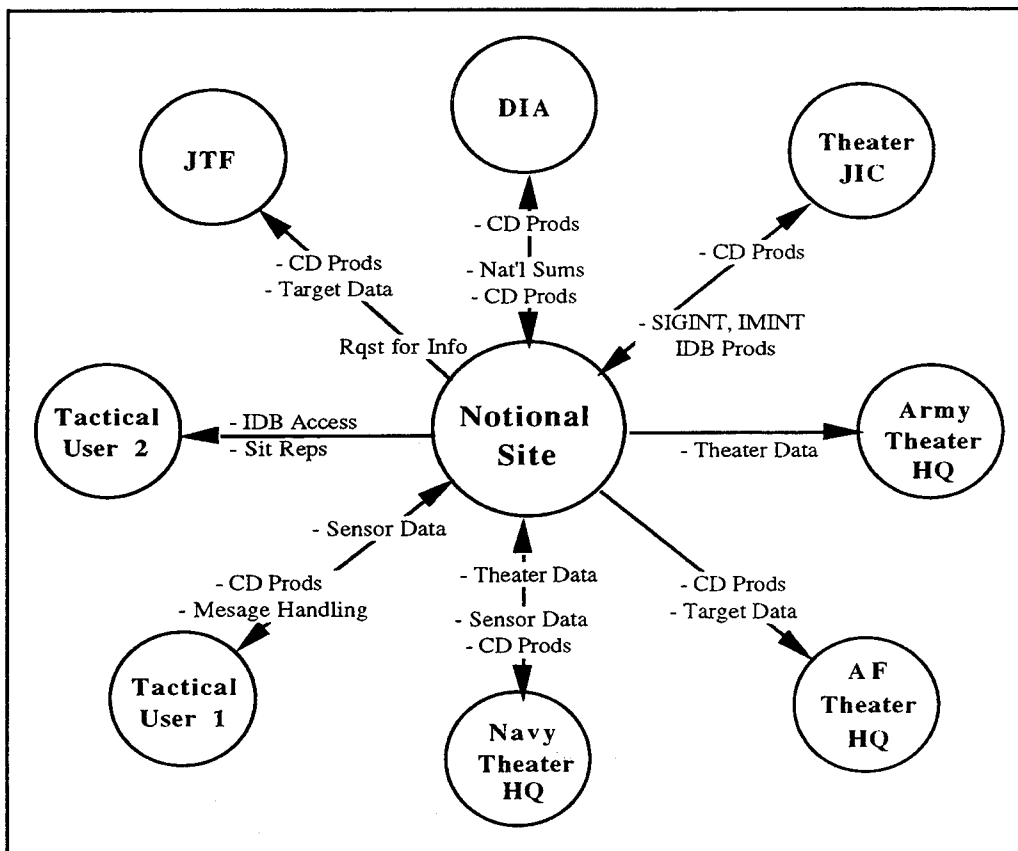 DIA
JTF
Theater
JIC
- CD Prods
- Nat'l Sums
- CD Prods
- CD Prods
- Target Data
Rqst for Info
- CD Prods
- SIGINT, IMINT
IDB Prods
Tactical
User 2
- IDB Access
- Sit Reps
Notional
Site
- Theater Data
Army
Theater
HQ
- Sensor Data
- CD Prods
- Mesage Handling
Tactical
User 1
- Theater Data
- Sensor Data
- CD Prods
Navy
Theater
HQ
- CD Prods
- Target Data
AF
Theater
HQ